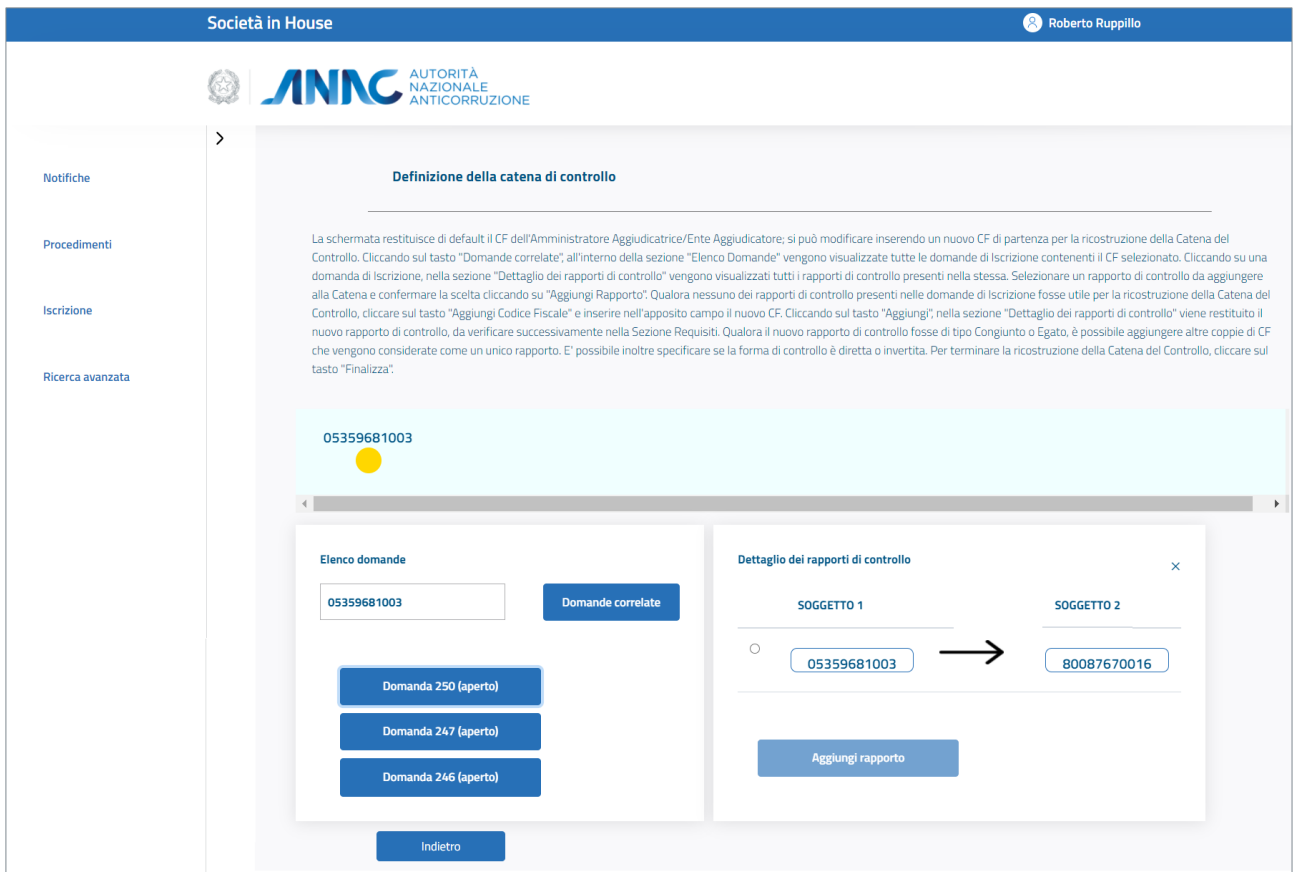 Società in House
Roberto Ruppillo
ANAC
AUTORITÀ
NAZIONALE
ANTICORRUZIONE
Notifiche
Procedimenti
Iscrizione
Ricerca avanzata
Definizione della catena di controllo
La schermata restituisce di default il CF dell'Amministratore Aggiudicatrice/Ente Aggiudicatore; si può modificare inserendo un nuovo CF di partenza per la ricostruzione della Catena del
Controllo. Cliccando sul tasto "Domande correlate", all'interno della sezione "Elenco Domande" vengono visualizzate tutte le domande di Iscrizione contenenti il CF selezionato. Cliccando su una
domanda di Iscrizione, nella sezione "Dettaglio dei rapporti di controllo" vengono visualizzati tutti i rapporti di controllo presenti nella stessa. Selezionare un rapporto di controllo da aggiungere
alla Catena e confermare la scelta cliccando su "Aggiungi Rapporto". Qualora nessuno dei rapporti di controllo presenti nelle domande di Iscrizione fosse utile per la ricostruzione della Catena del
Controllo, cliccare sul tasto "Aggiungi Codice Fiscale" e inserire nell'apposito campo il nuovo CF. Cliccando sul tasto "Aggiungi", nella sezione "Dettaglio dei rapporti di controllo" viene restituito il
nuovo rapporto di controllo, da verificare successivamente nella Sezione Requisiti. Qualora il nuovo rapporto di controllo fosse di tipo Congiunto o Egato, è possibile aggiungere altre coppie di CF
che vengono considerate come un unico rapporto. E' possibile inoltre specificare se la forma di controllo è diretta o invertita. Per terminare la ricostruzione della Catena del Controllo, cliccare sul
tasto "Finalizza".
05359681003
Elenco domande
05359681003
Domande correlate
Domanda 250 (aperto)
Domanda 247 (aperto)
Domanda 246 (aperto)
Indietro
Dettaglio dei rapporti di controllo
SOGGETTO 1
SOGGETTO 2
05359681003
80087670016
Aggiungi rapporto